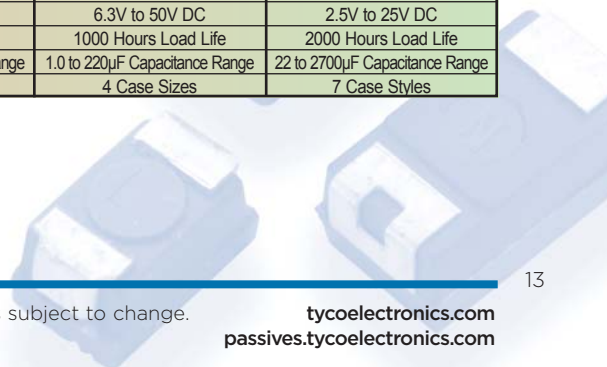 6.3V to 50V DC 2.5V to 25V DC
1000 Hours Load Life 2000 Hours Load Life
1.0 to 220µF Capacitance Range 22 to 2700µF Capacitance Range
4 Case Sizes 7 Case Styles
13
subject to change. tycoelectronics.com
passives.tycoelectronics.com